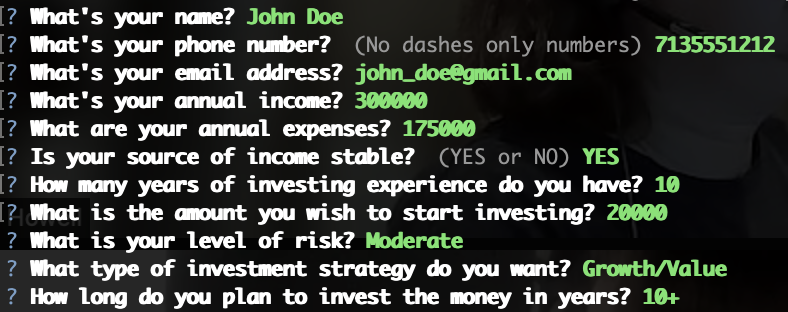 ? What's your name? John Doe
? What's your phone number?  (No dashes only numbers) 7135551212
? What's your email address? john_doe@gmail.com
? What's your annual income? 300000
? What are your annual expenses? 175000
? Is your source of income stable?  (YES or NO) YES
? How many years of investing experience do you have? 10
? What is the amount you wish to start investing? 20000
? What is your level of risk? Moderate
? What type of investment strategy do you want? Growth/Value
? How long do you plan to invest the money in years? 10+